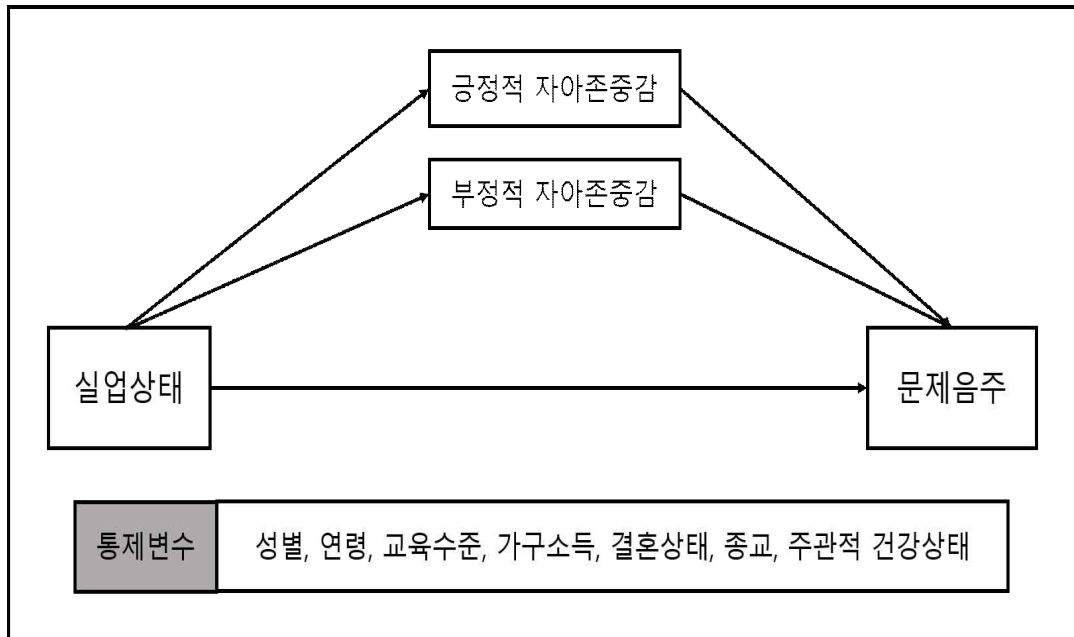 긍정적 자아존중감
부정적 자아존중감
실업상태
문제음주
통제변수
성별, 연령, 교육수준, 가구소득, 결혼상태, 종교, 주관적 건강상태